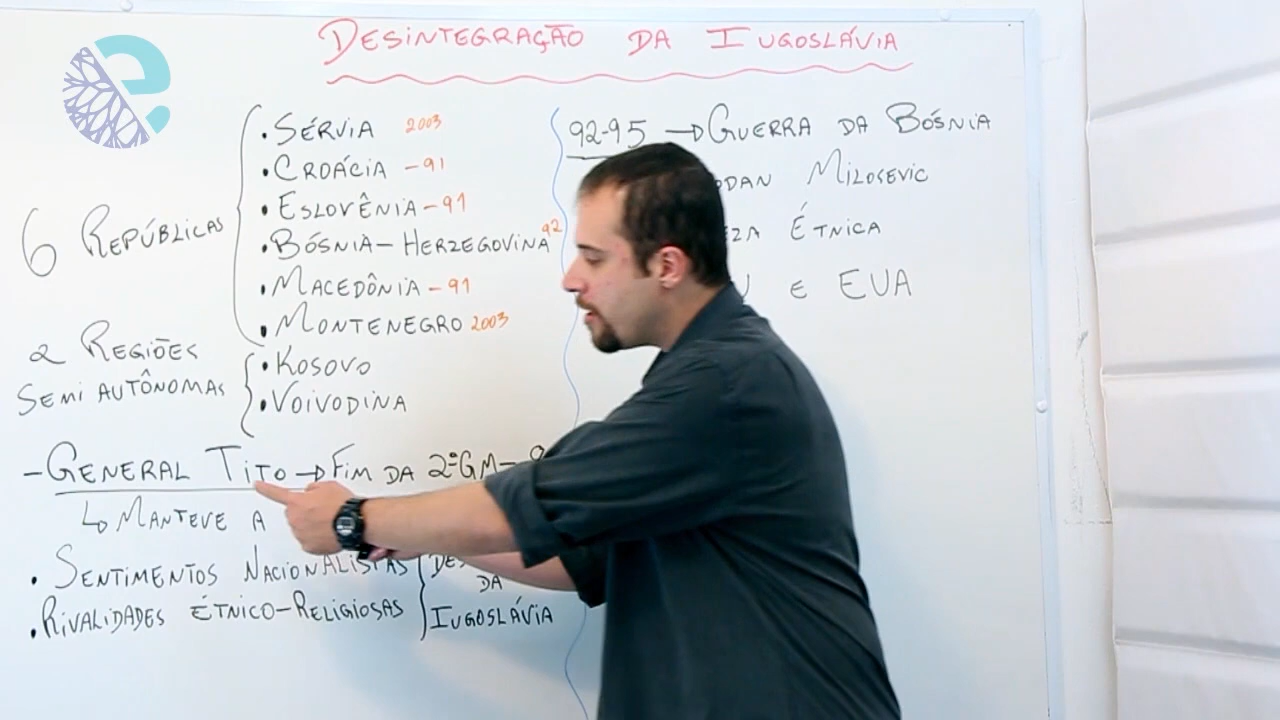 DESINTEGRAÇÃO DA IUGOSLÁVIA
6 REPÚBLICAS
• SÉRVIA 2003
• CROÁCIA - 91
• ESLOVÊNIA - 91
• BÓSNIA - HERZEGOVINA 92
• MACEDÔNIA - 91
• MONTENEGRO 2003
2 REGIÕES
SEMI AUTÔNOMAS
• KOSOVO
• VOIVODINA
- GENERAL TITO → FIM DA 2ªGM -
↳ MANTEVE A
• SENTIMENTOS NACIONALISTAS
• RIVALIDADES ÉTNICO-RELIGIOSAS
DA
IUGOSLÁVIA
92-95 → GUERRA DA BÓSNIA
MILOSEVIC
ÉTNICA
E EUA